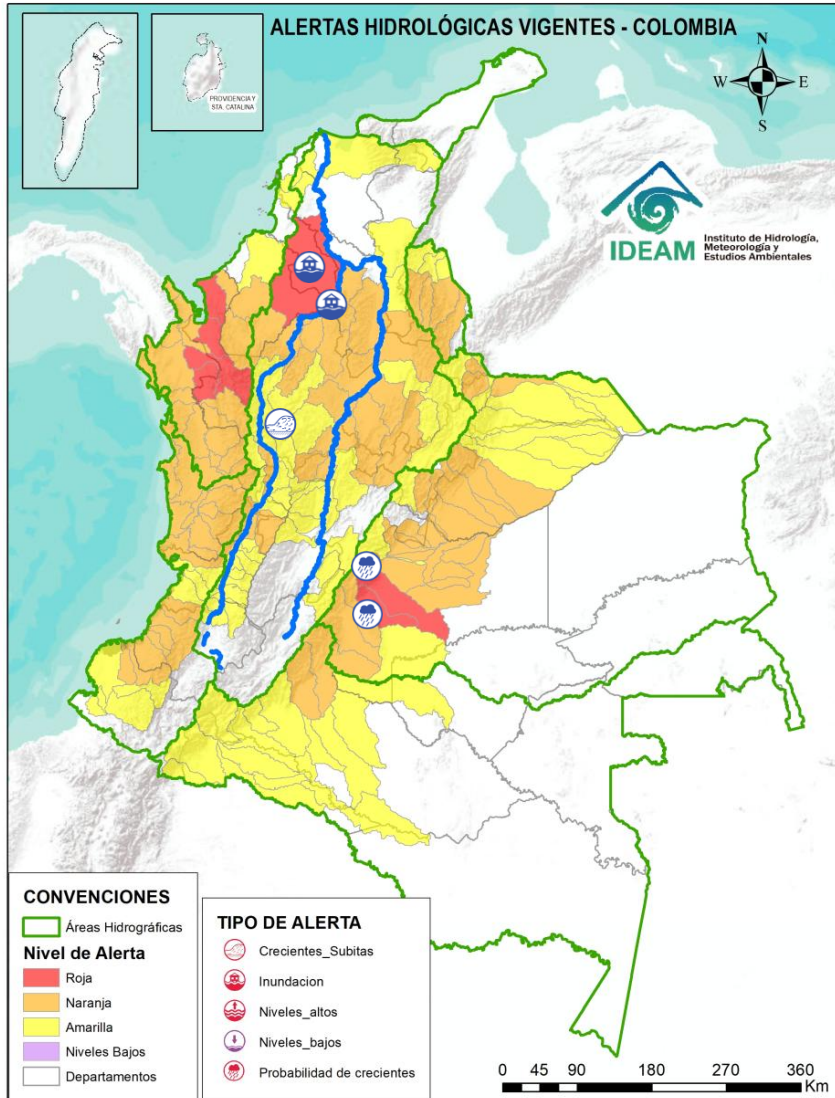 ALERTAS HIDROLÓGICAS VIGENTES - COLOMBIA
PROVIDENCIA Y
STA. CATALINA
N
W
E
S
IDEAM
Instituto de Hidrología,
Meteorología y
Estudios Ambientales
CONVENCIONES
Áreas Hidrográficas
Nivel de Alerta
Roja
Naranja
Amarilla
Niveles Bajos
Departamentos
TIPO DE ALERTA
Crecientes_Subitas
Inundacion
Niveles_altos
Niveles_bajos
Probabilidad de crecientes
0 45 90 180 270 360
Km